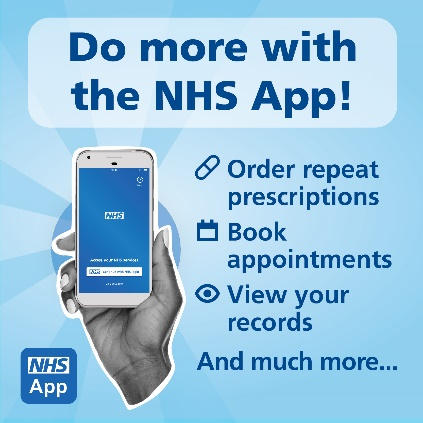 Do more with
the NHS App!
NHS
Order repeat
prescriptions
Book
appointments
View your
records
And much more...
NHS
App